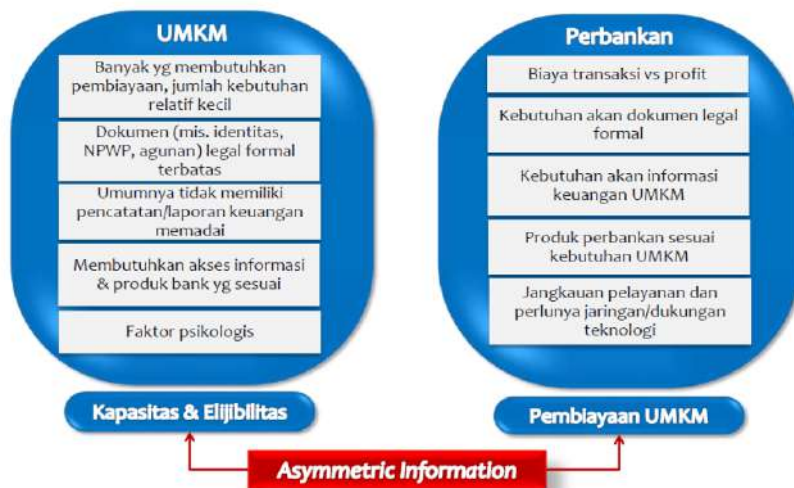 UMKM
Banyak yg membutuhkan
pembiayaan, jumlah kebutuhan
relatif kecil
Dokumen (mis. identitas,
NPWP, agunan) legal formal
terbatas
Umumnya tidak memiliki
pencatatan/laporan keuangan
memadai
Membutuhkan akses informasi
& produk bank yg sesuai
Faktor psikologis
Kapasitas & Elijibilitas
Perbankan
Biaya transaksi vs profit
Kebutuhan akan dokumen legal
formal
Kebutuhan akan informasi
keuangan UMKM
Produk perbankan sesuai
kebutuhan UMKM
Jangkauan pelayanan dan
perlunya jaringan/dukungan
teknologi
Pembiayaan UMKM
Asymmetric Information